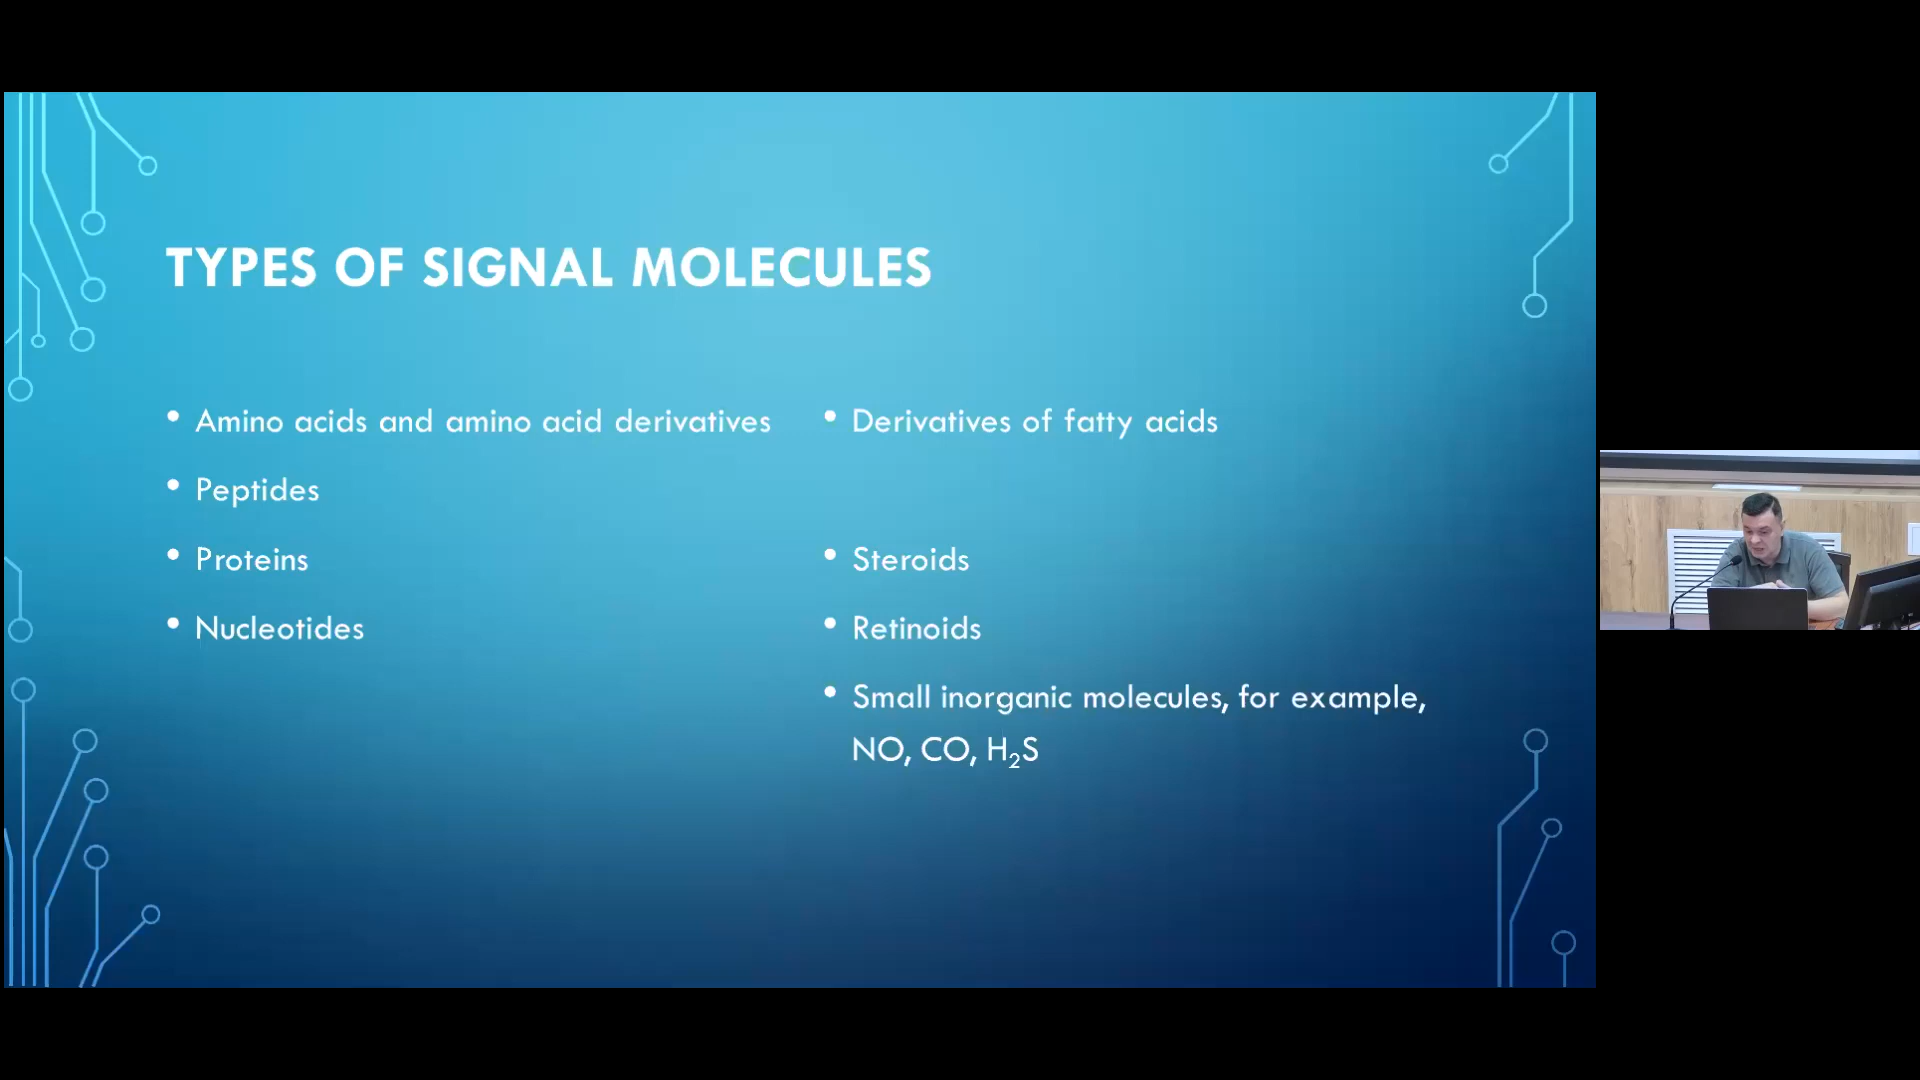 TYPES OF SIGNAL MOLECULES
• Amino acids and amino acid derivatives
• Peptides
• Proteins
• Nucleotides
• Derivatives of fatty acids
• Steroids
• Retinoids
• Small inorganic molecules, for example,
NO, CO, H₂S